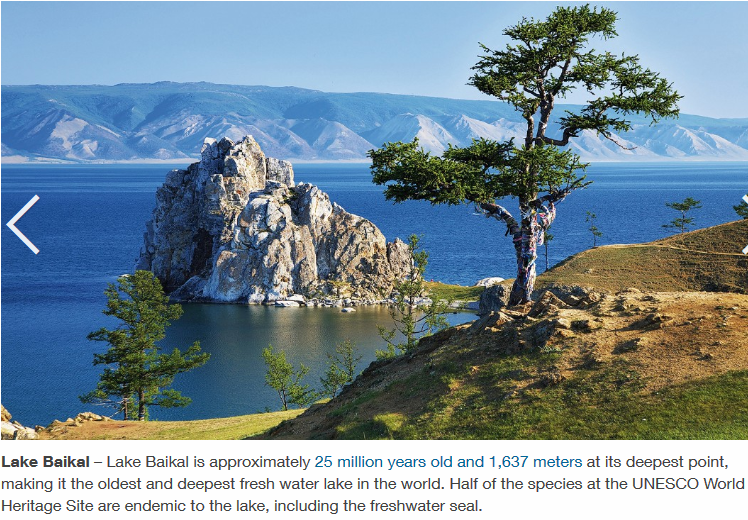 Lake Baikal – Lake Baikal is approximately 25 million years old and 1,637 meters at its deepest point,
making it the oldest and deepest fresh water lake in the world. Half of the species at the UNESCO World
Heritage Site are endemic to the lake, including the freshwater seal.